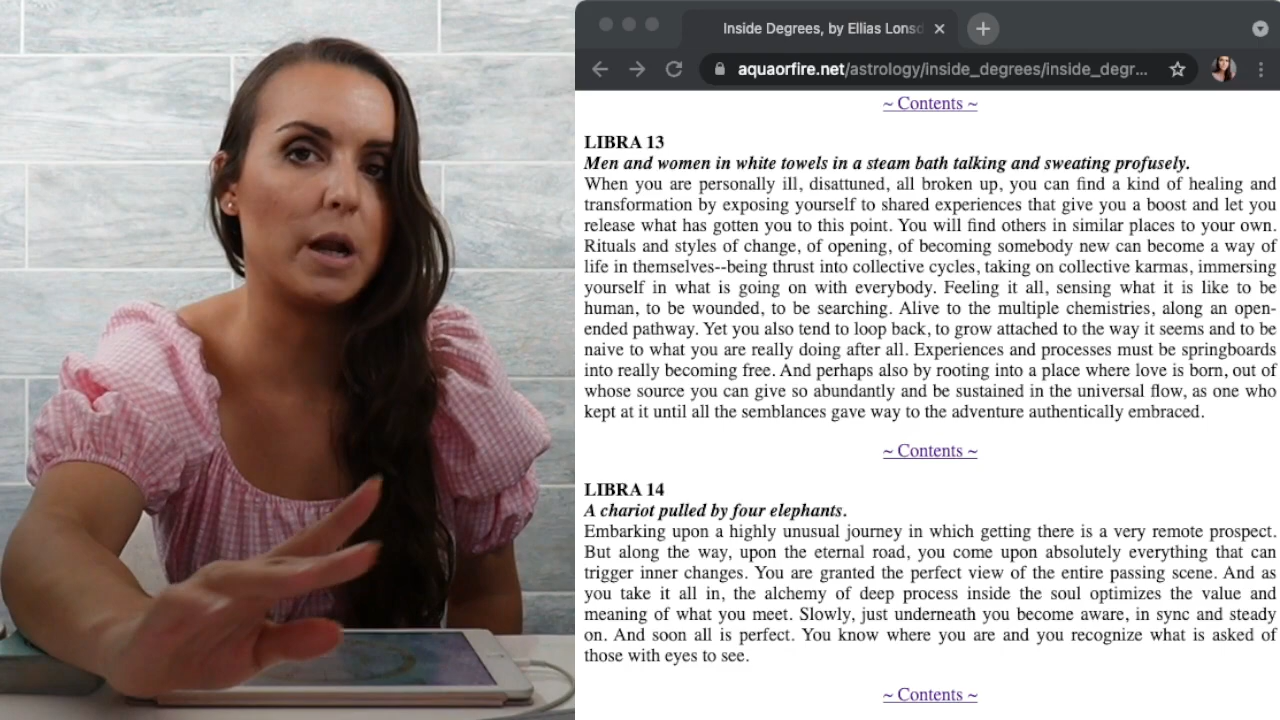 Inside Degrees, by Ellias Lonsd
aquaorfire.net/astrology/inside_degrees/inside_degr...
~ Contents ~
LIBRA 13
Men and women in white towels in a steam bath talking and sweating profusely.
When you are personally ill, disattuned, all broken up, you can find a kind of healing and
transformation by exposing yourself to shared experiences that give you a boost and let you
release what has gotten you to this point. You will find others in similar places to your own.
Rituals and styles of change, of opening, of becoming somebody new can become a way of
life in themselves--being thrust into collective cycles, taking on collective karmas, immersing
yourself in what is going on with everybody. Feeling it all, sensing what it is like to be
human, to be wounded, to be searching. Alive to the multiple chemistries, along an open-
ended pathway. Yet you also tend to loop back, to grow attached to the way it seems and to be
naive to what you are really doing after all. Experiences and processes must be springboards
into really becoming free. And perhaps also by rooting into a place where love is born, out of
whose source you can give so abundantly and be sustained in the universal flow, as one who
kept at it until all the semblances gave way to the adventure authentically embraced.
~ Contents ~
LIBRA 14
A chariot pulled by four elephants.
Embarking upon a highly unusual journey in which getting there is a very remote prospect.
But along the way, upon the eternal road, you come upon absolutely everything that can
trigger inner changes. You are granted the perfect view of the entire passing scene. And as
you take it all in, the alchemy of deep process inside the soul optimizes the value and
meaning of what you meet. Slowly, just underneath you become aware, in sync and steady
on. And soon all is perfect. You know where you are and you recognize what is asked of
those with eyes to see.
~ Contents ~